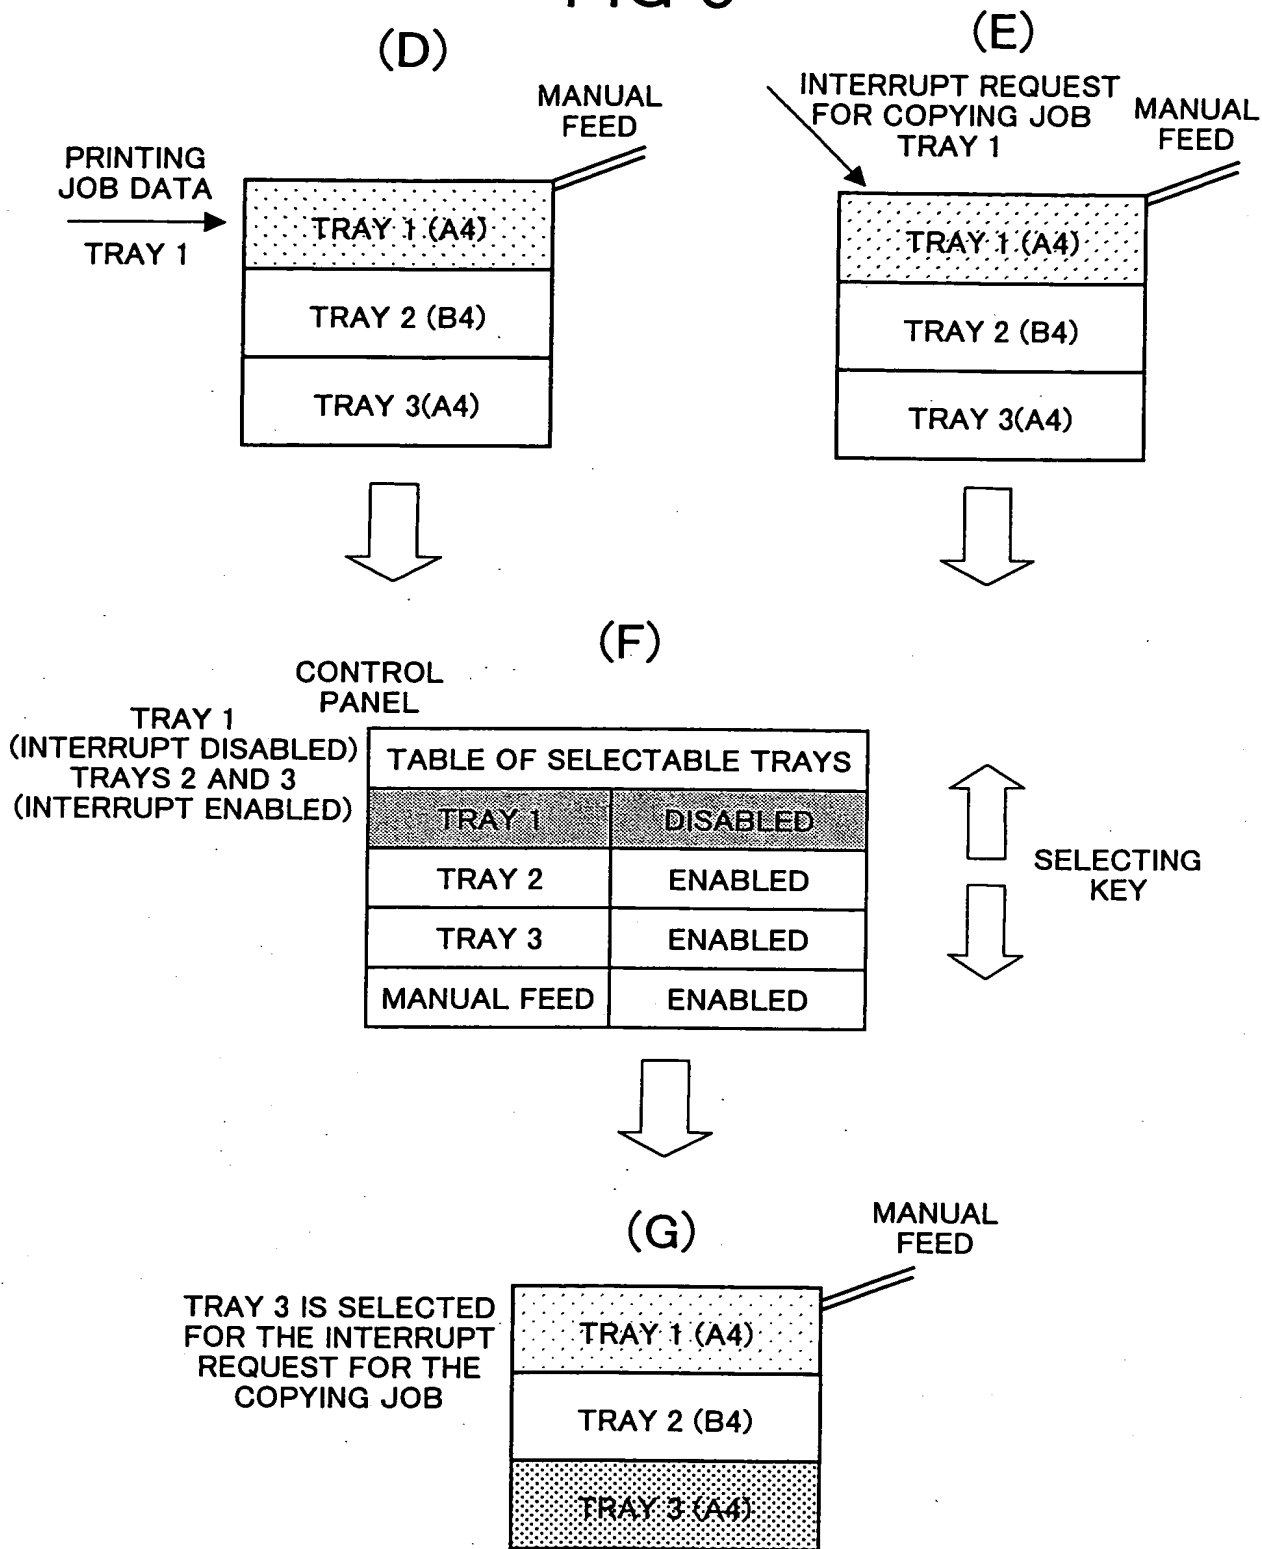 FIG
(D)
MANUAL
FEED
PRINTING
JOB DATA
TRAY 1
TRAY 1 (A4)
TRAY 2 (B4)
TRAY 3(A4)
(E)
INTERRUPT REQUEST
FOR COPYING JOB
TRAY 1
MANUAL
FEED
TRAY 1 (A4)
TRAY 2 (B4)
TRAY 3(A4)
(F)
CONTROL
PANEL
TRAY 1
(INTERRUPT DISABLED)
TRAYS 2 AND 3
(INTERRUPT ENABLED)
TABLE OF SELECTABLE TRAYS
TRAY 1 DISABLED
TRAY 2 ENABLED
TRAY 3 ENABLED
MANUAL FEED ENABLED
SELECTING
KEY
(G)
MANUAL
FEED
TRAY 3 IS SELECTED
FOR THE INTERRUPT
REQUEST FOR THE
COPYING JOB
TRAY 1 (A4)
TRAY 2 (B4)
TRAY 3 (A4)